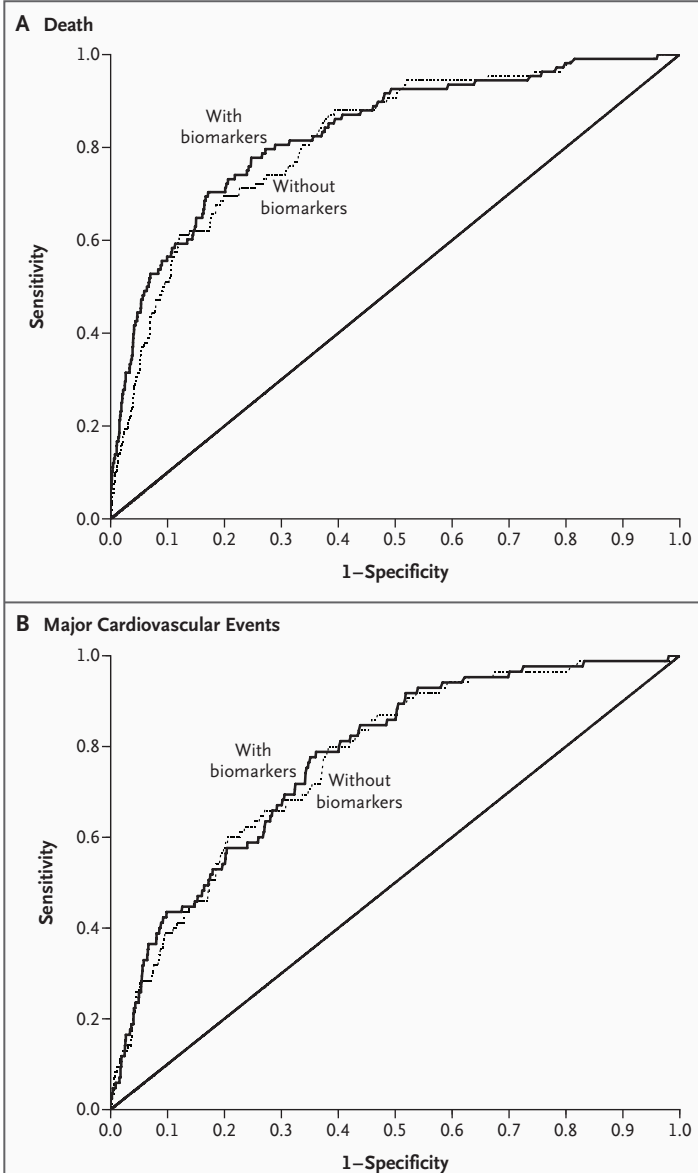 A Death
1.0
0.8
0.6
0.4
0.2
0.0
Sensitivity
With
biomarkers
Without
biomarkers
0.0 0.1 0.2 0.3 0.4 0.5 0.6 0.7 0.8 0.9 1.0
1–Specificity
B Major Cardiovascular Events
1.0
0.8
0.6
0.4
0.2
0.0
Sensitivity
With
biomarkers
Without
biomarkers
0.0 0.1 0.2 0.3 0.4 0.5 0.6 0.7 0.8 0.9 1.0
1–Specificity